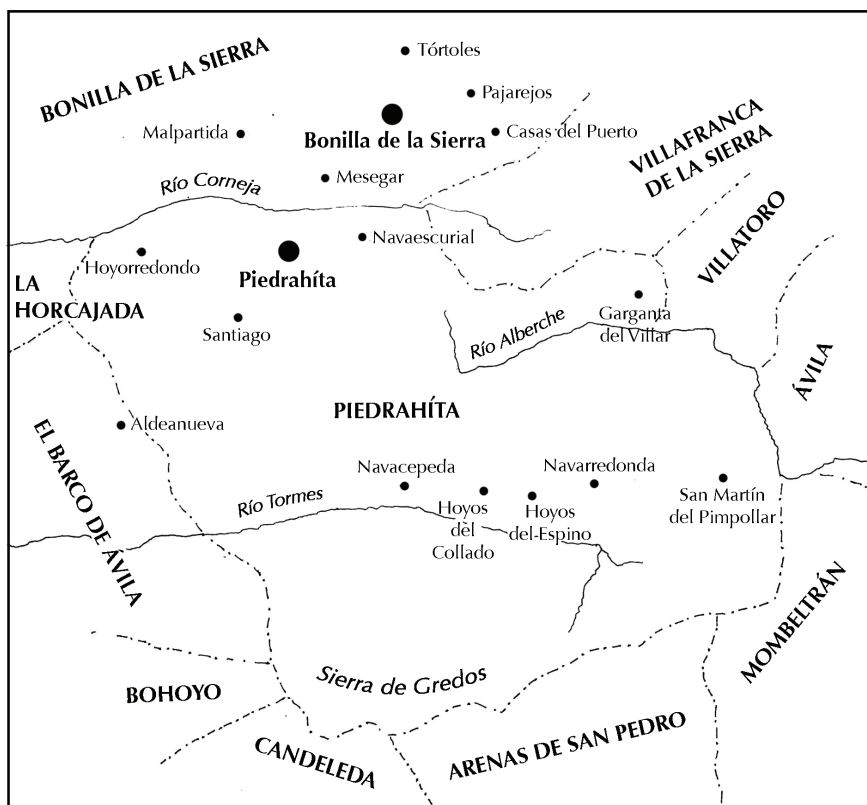 BONILLA DE LA SIERRA
Tórtoles
Pajarejos
Bonilla de la Sierra
Casas del Puerto
Malpartida
VILLAFRANCA
DE LA SIERRA
Mesegar
Río Corneja
Navaescurial
VILLATORO
Hoyorredondo
Piedrahíta
LA
HORCAJADA
Santiago
Garganta
del Villar
Río Alberche
ÁVILA
PIEDRAHÍTA
Aldeanueva
EL BARCO DE ÁVILA
Navacepeda
Navarredonda
Río Tormes
Hoyos
del
Collado
Hoyos
del-Espino
San Martín
del Pimpollar
MOMBELTRÁN
Sierra de Gredos
BOHOYO
CANDELEDA
ARENAS DE SAN PEDRO